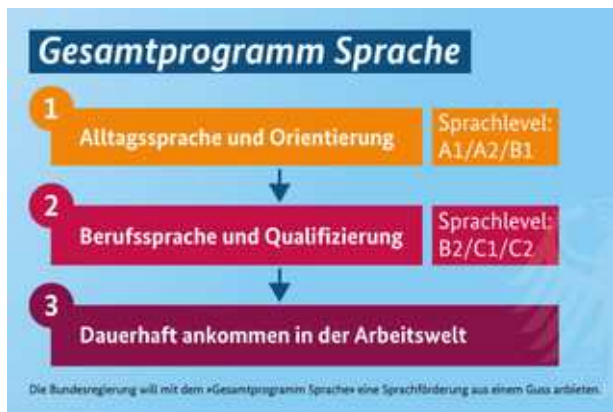 Gesamtprogramm Sprache
1
Alltagssprache und Orientierung
Sprachlevel:
A1/A2/B1
2
Berufssprache und Qualifizierung
Sprachlevel:
B2/C1/C2
3
Dauerhaft ankommen in der Arbeitswelt
Die Bundesregierung will mit dem »Gesamtprogramm Sprache« eine Sprachförderung aus einem Guss anbieten.